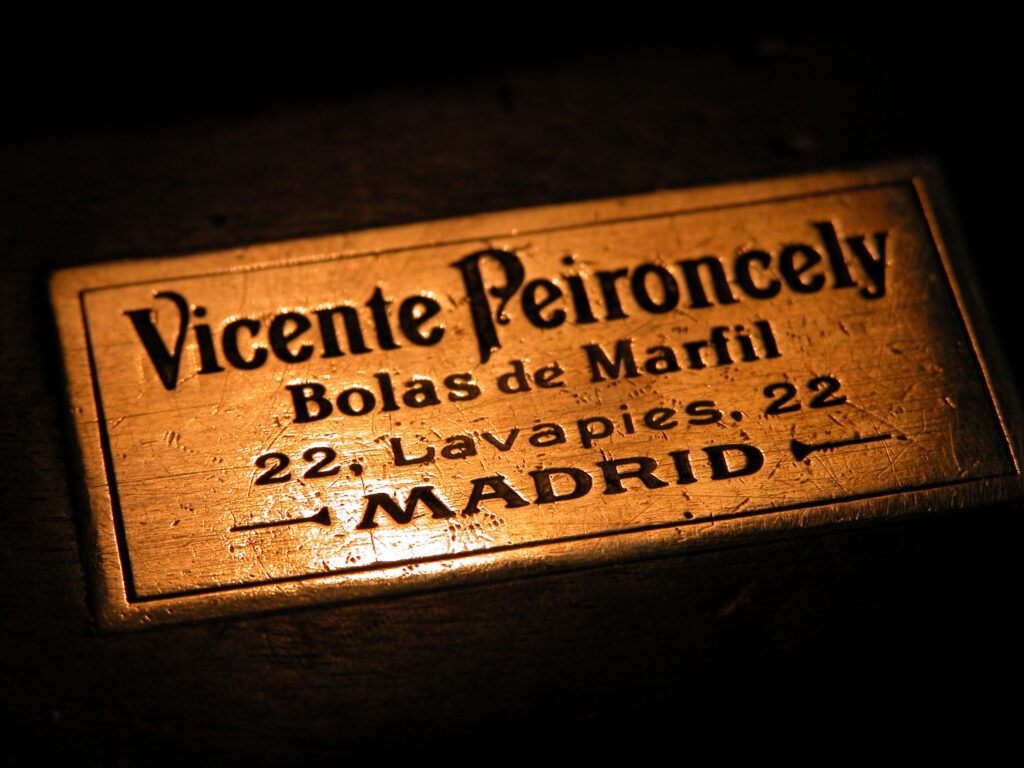 Vicente Peironcely
Bolas de Marfil
22, Lavapies, 22
MADRID